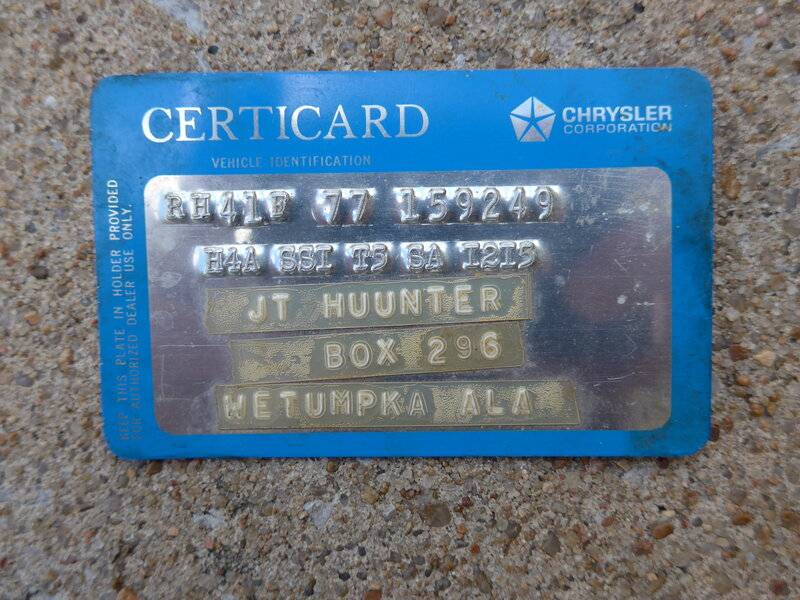 CERTICARD
CHRYSLER
CORPORATION
VEHICLE IDENTIFICATION
RH41F 77 159249
H4A SSI T5 SA I2I5
JT HUUNTER
BOX 296
WETUMPKA ALA
KEEP THIS PLATE IN HOLDER PROVIDED
FOR AUTHORIZED DEALER USE ONLY.